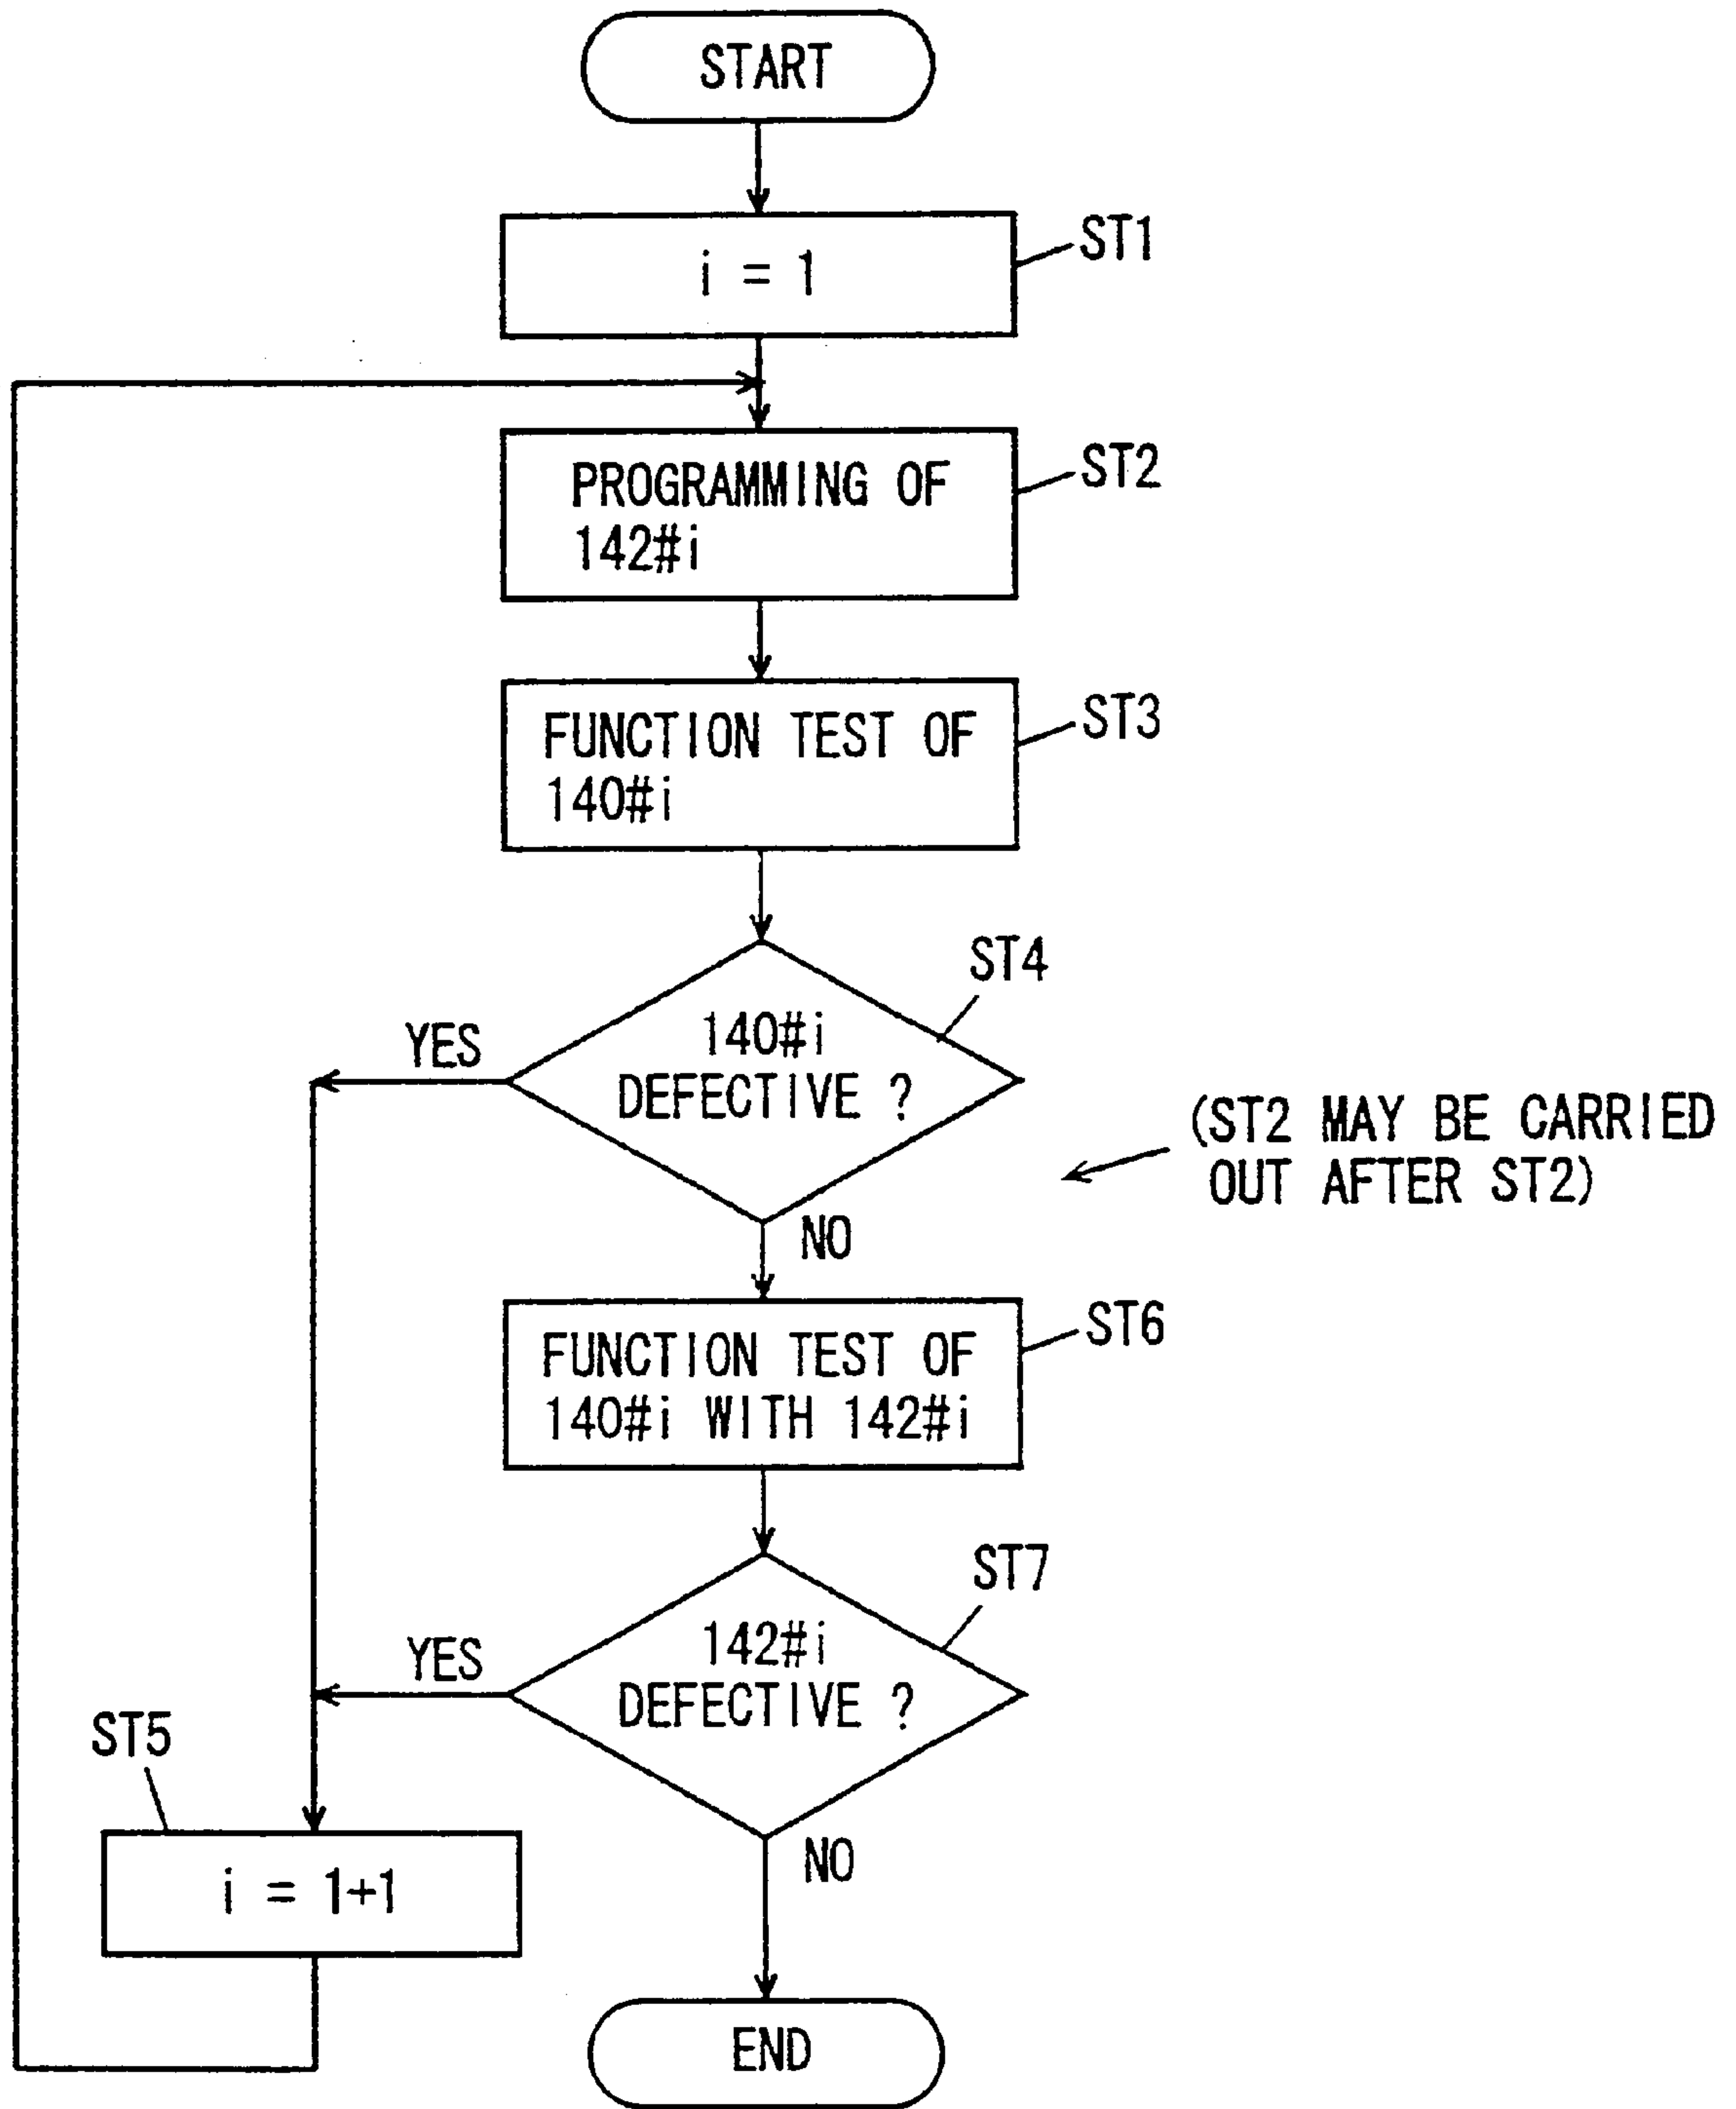 START
i = 1
ST1
PROGRAMMING OF
142#i
ST2
FUNCTION TEST OF
140#i
ST3
ST4
140#i
DEFECTIVE ?
YES
NO
(ST2 MAY BE CARRIED
OUT AFTER ST2)
FUNCTION TEST OF
140#i WITH 142#i
ST6
ST7
142#i
DEFECTIVE ?
YES
NO
ST5
i = 1+1
END